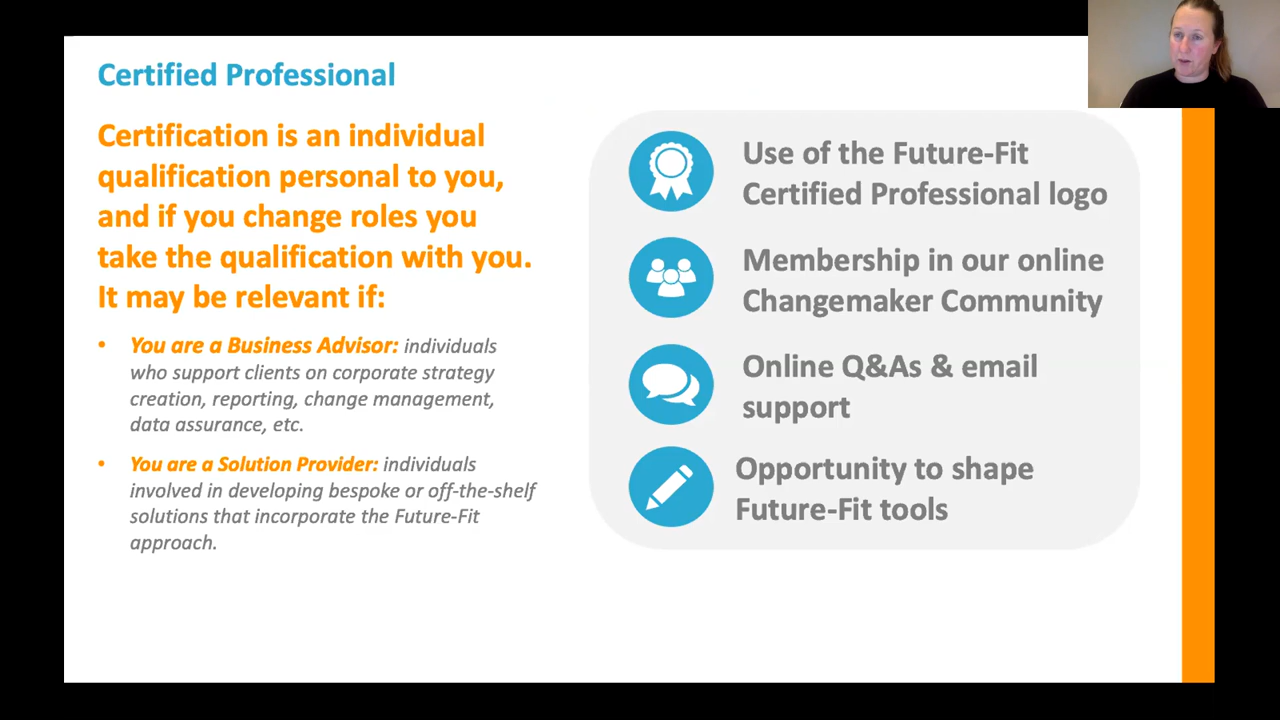 Certified Professional
Certification is an individual
qualification personal to you,
and if you change roles you
take the qualification with you.
It may be relevant if:
• You are a Business Advisor: individuals
who support clients on corporate strategy
creation, reporting, change management,
data assurance, etc.
• You are a Solution Provider: individuals
involved in developing bespoke or off-the-shelf
solutions that incorporate the Future-Fit
approach.
Use of the Future-Fit
Certified Professional logo
Membership in our online
Changemaker Community
Online Q&As & email
support
Opportunity to shape
Future-Fit tools